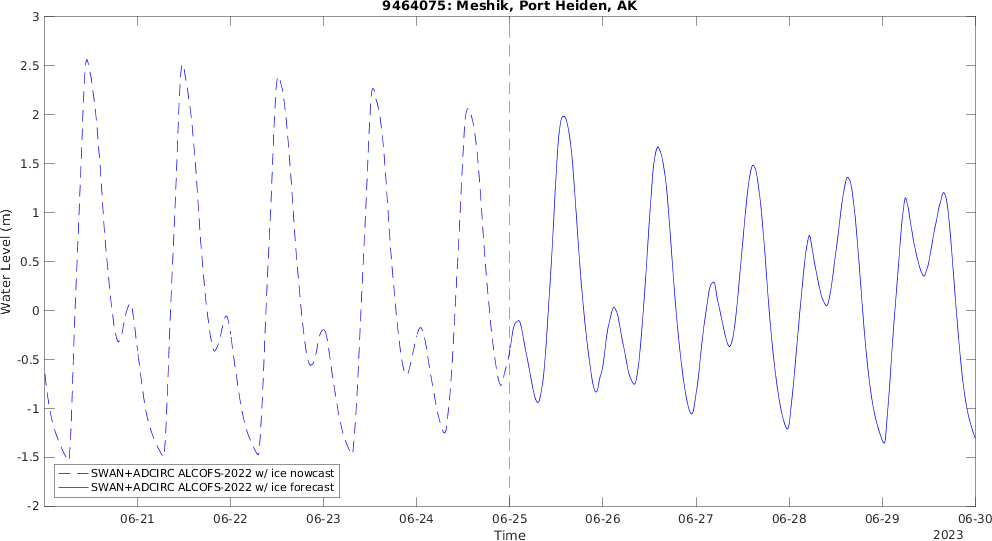 9464075: Meshik, Port Heiden, AK
Water Level (m)
3
2.5
2
1.5
1
0.5
0
-0.5
-1
-1.5
-2
SWAN+ADCIRC ALCOFS-2022 w/ ice nowcast
SWAN+ADCIRC ALCOFS-2022 w/ ice forecast
06-21 06-22 06-23 06-24 06-25 06-26 06-27 06-28 06-29 06-30
Time
2023